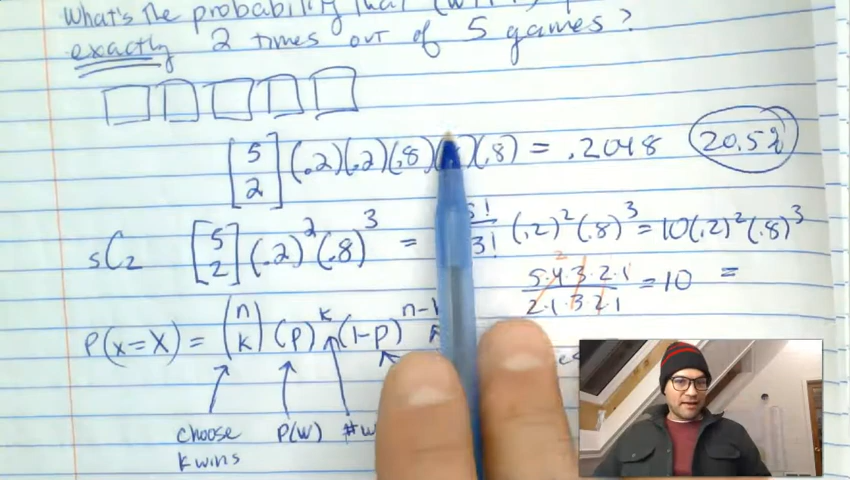 What's the probability that (W
exactly 2 times out of 5 games?
[5 2] (.2)(.2)(.8)( )(.8) = .2048 20.5%
5C2 [5 2] (.2)^2 (.8)^3 = 5! 3! (.2)^2 (.8)^3 = 10(.2)^2 (.8)^3
5·4·3·2·1 / 2·1·3·2·1 = 10 =
P(x=X) = (n k) (p)^k (1-p)^n-
choose P(W) #w
k wins